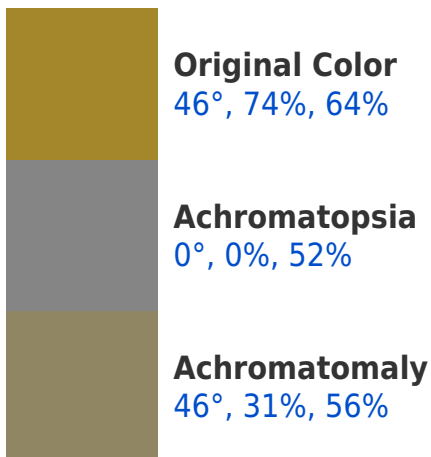 Original Color
46°, 74%, 64%
Achromatopsia
0°, 0%, 52%
Achromatomaly
46°, 31%, 56%